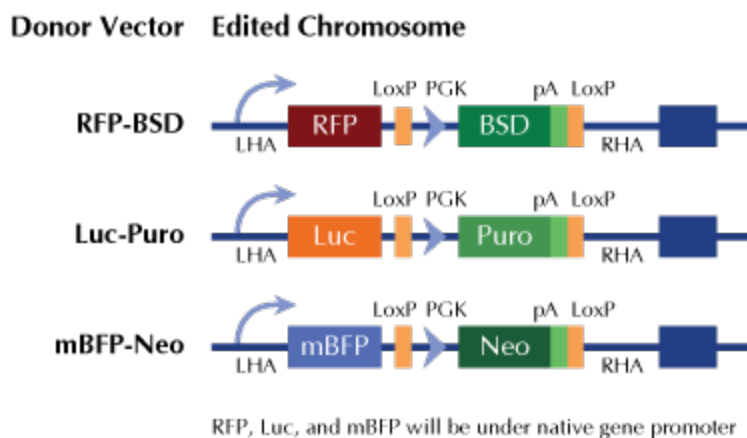 Donor Vector Edited Chromosome
LoxP PGK pA LoxP
RFP-BSD RFP BSD
LHA RHA
LoxP PGK pA LoxP
Luc-Puro Luc Puro
LHA RHA
LoxP PGK pA LoxP
mBFP-Neo mBFP Neo
LHA RHA
RFP, Luc, and mBFP will be under native gene promoter